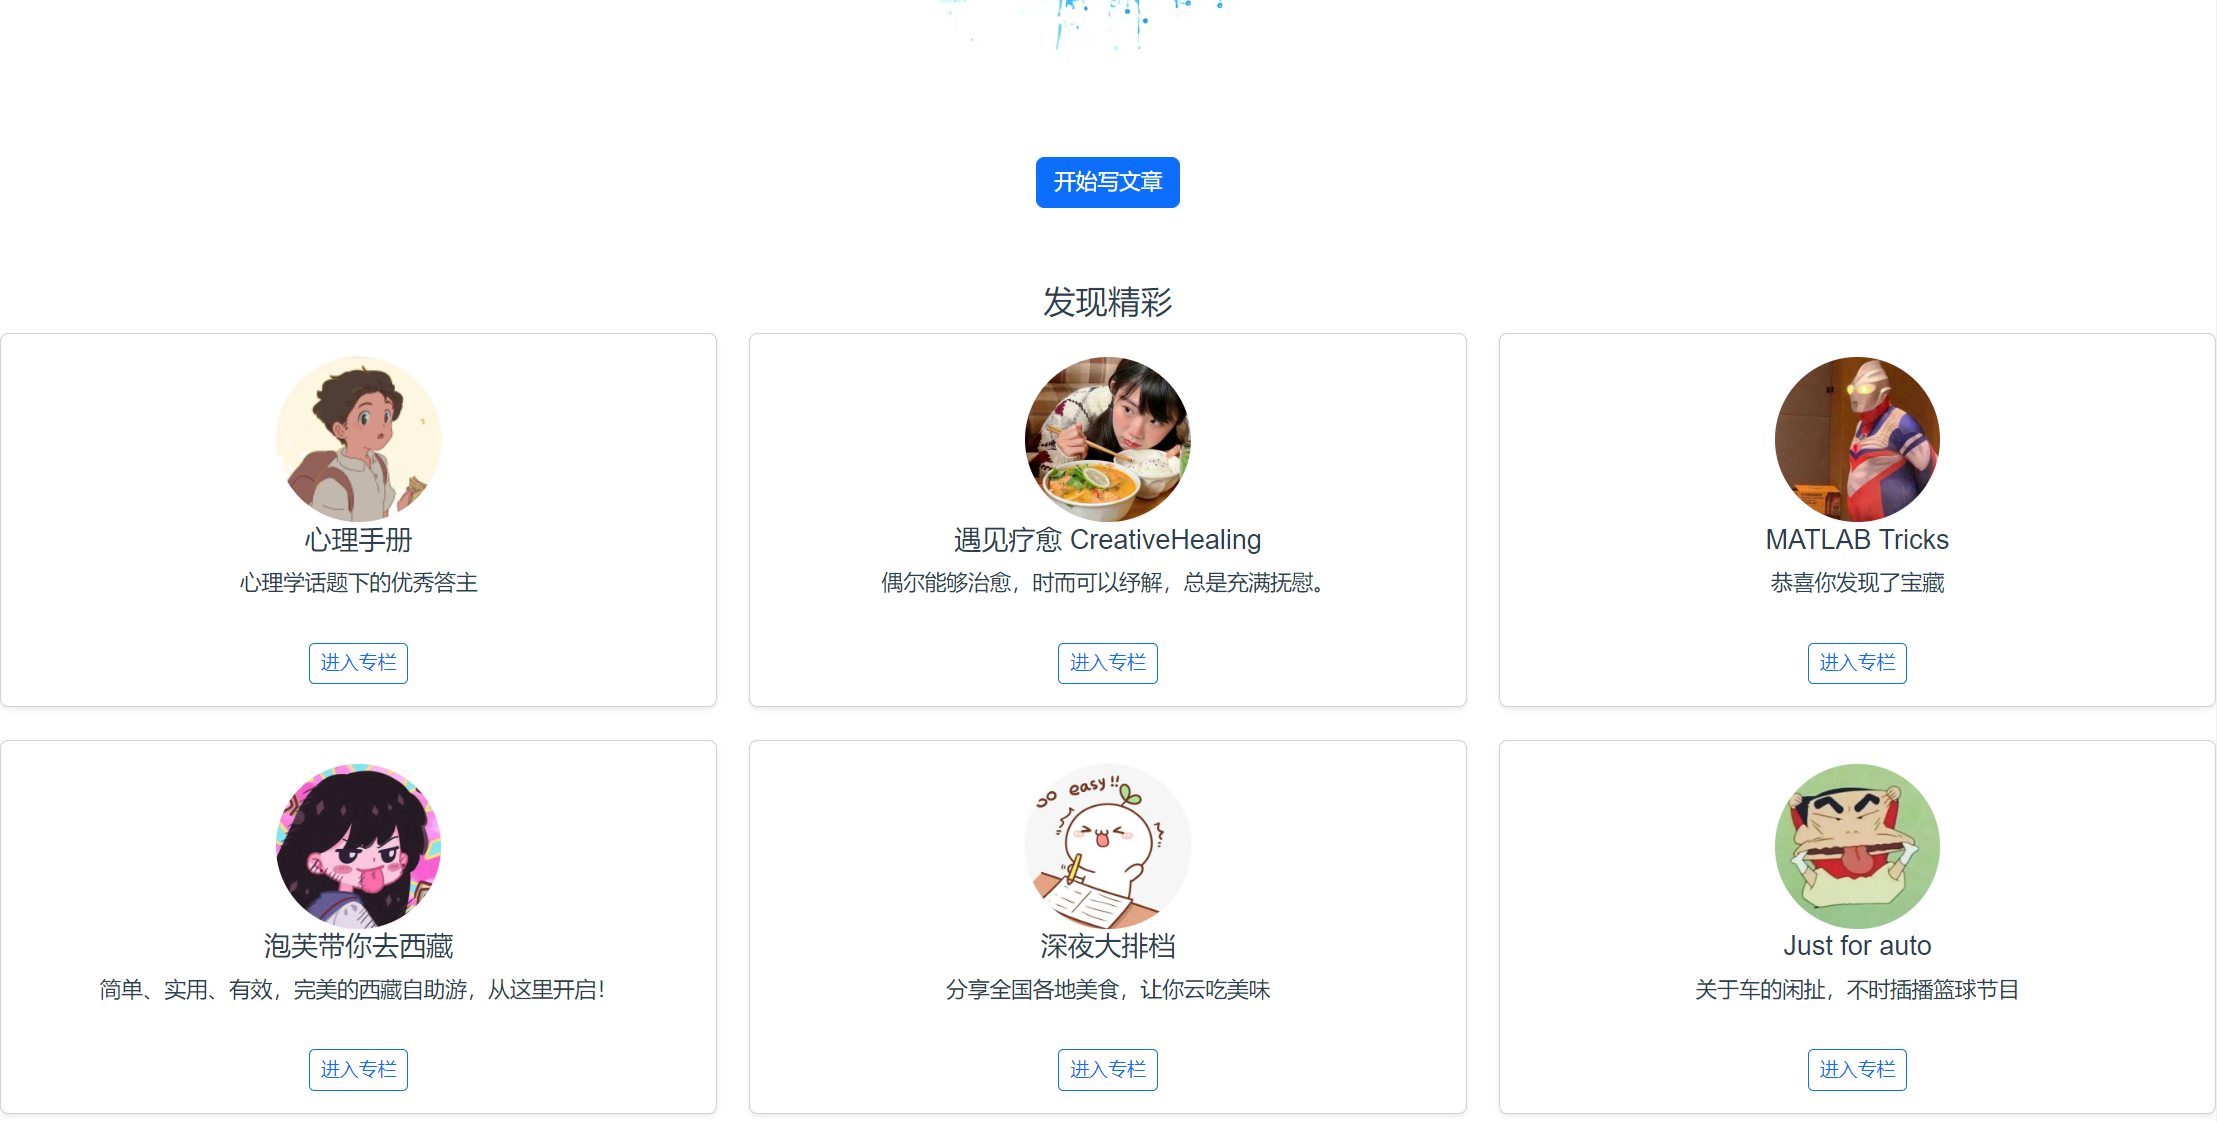 开始写文章
发现精彩
心理手册
心理学话题下的优秀答主
进入专栏
遇见疗愈 CreativeHealing
偶尔能够治愈，时而可以纾解，总是充满抚慰。
进入专栏
MATLAB Tricks
恭喜你发现了宝藏
进入专栏
泡芙带你去西藏
简单、实用、有效，完美的西藏自助游，从这里开启！
进入专栏
easy!!
深夜大排档
分享全国各地美食，让你云吃美味
进入专栏
Just for auto
关于车的闲扯，不时插播篮球节目
进入专栏